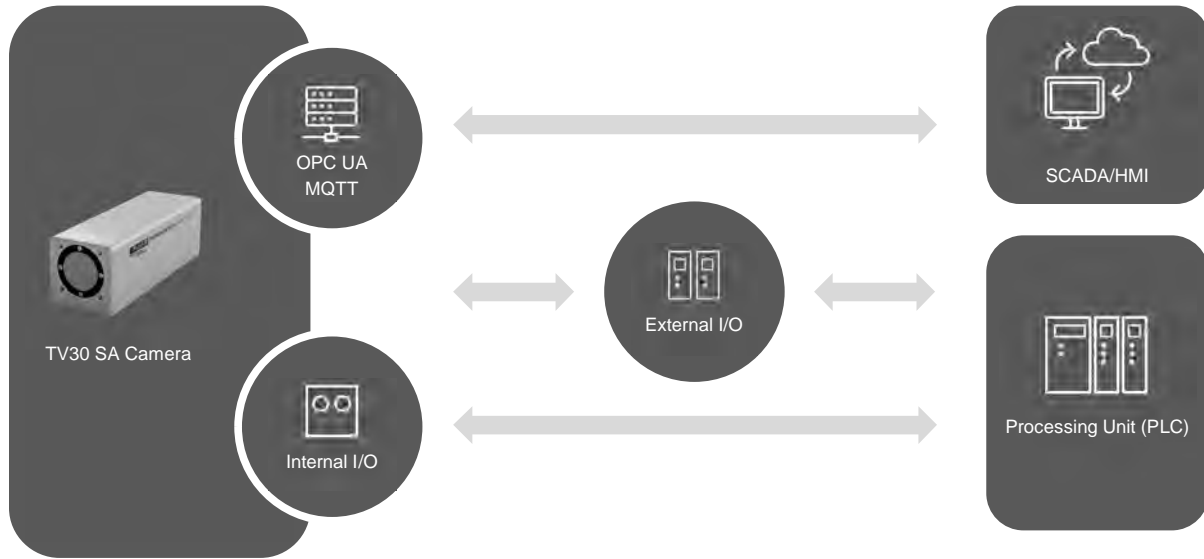 OPC UA
MQTT
SCADA/HMI
External I/O
TV30 SA Camera
Internal I/O
Processing Unit (PLC)